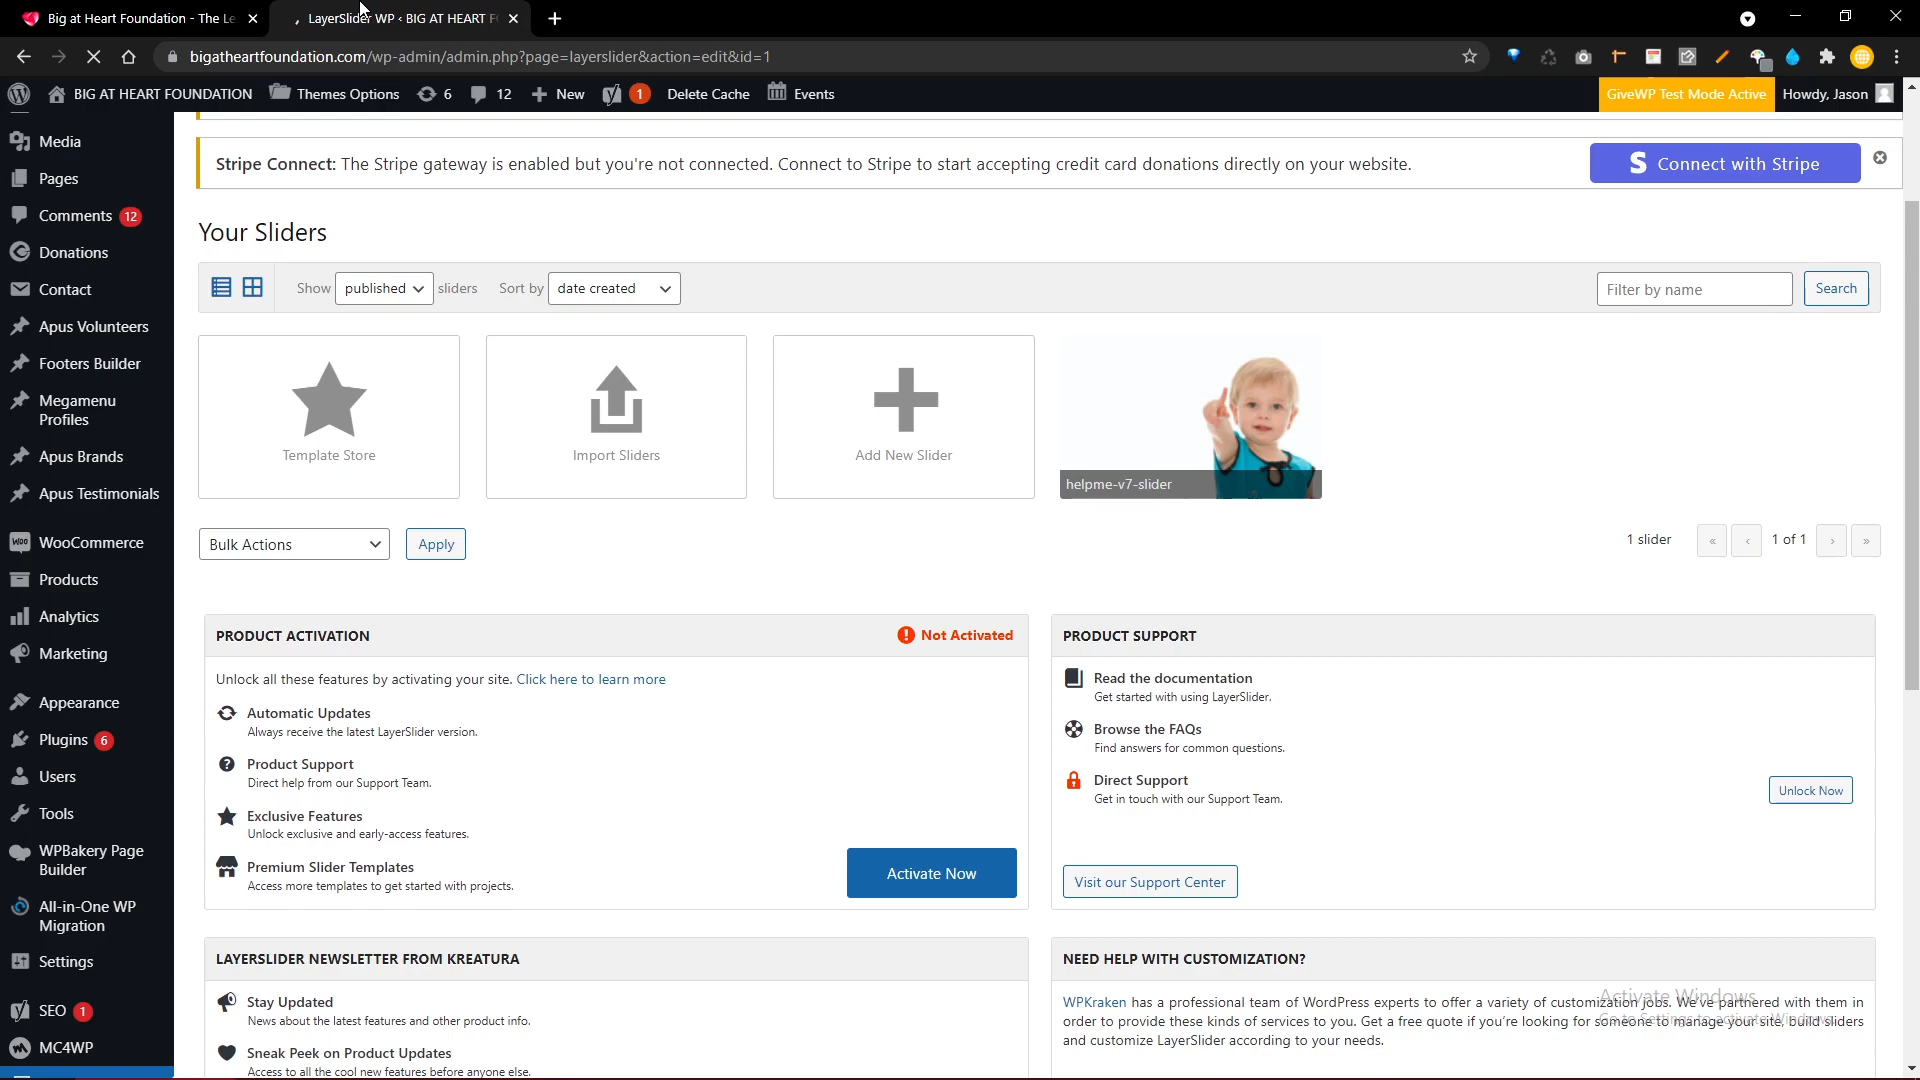 Big at Heart Foundation - The Le
LayerSlider WP ‹ BIG AT HEART F
bigatheartfoundation.com/wp-admin/admin.php?page=layerslider&action=edit&id=1
BIG AT HEART FOUNDATION
Themes Options
6
12
New
1
Delete Cache
Events
GiveWP Test Mode Active
Howdy, Jason
Media
Pages
Comments 12
Donations
Contact
Apus Volunteers
Footers Builder
Megamenu
Profiles
Apus Brands
Apus Testimonials
WooCommerce
Products
Analytics
Marketing
Appearance
Plugins 6
Users
Tools
WPBakery Page
Builder
All-in-One WP
Migration
Settings
SEO 1
MC4WP
Stripe Connect: The Stripe gateway is enabled but you're not connected. Connect to Stripe to start accepting credit card donations directly on your website.
S Connect with Stripe
Your Sliders
Show published sliders Sort by date created
Filter by name
Search
Template Store
Import Sliders
Add New Slider
helpme-v7-slider
Bulk Actions
Apply
1 slider « ‹ 1 of 1 › »
PRODUCT ACTIVATION
Not Activated
Unlock all these features by activating your site. Click here to learn more
Automatic Updates
Always receive the latest LayerSlider version.
Product Support
Direct help from our Support Team.
Exclusive Features
Unlock exclusive and early-access features.
Premium Slider Templates
Access more templates to get started with projects.
Activate Now
PRODUCT SUPPORT
Read the documentation
Get started with using LayerSlider.
Browse the FAQs
Find answers for common questions.
Direct Support
Get in touch with our Support Team.
Unlock Now
Visit our Support Center
LAYERSLIDER NEWSLETTER FROM KREATURA
Stay Updated
News about the latest features and other product info.
Sneak Peek on Product Updates
Access to all the cool new features before anyone else.
NEED HELP WITH CUSTOMIZATION?
WPKraken has a professional team of WordPress experts to offer a variety of customization jobs. We've partnered with them in
order to provide these kinds of services to you. Get a free quote if you're looking for someone to manage your site, build sliders
and customize LayerSlider according to your needs.
Activate Windows
Go to Settings to activate Windows.